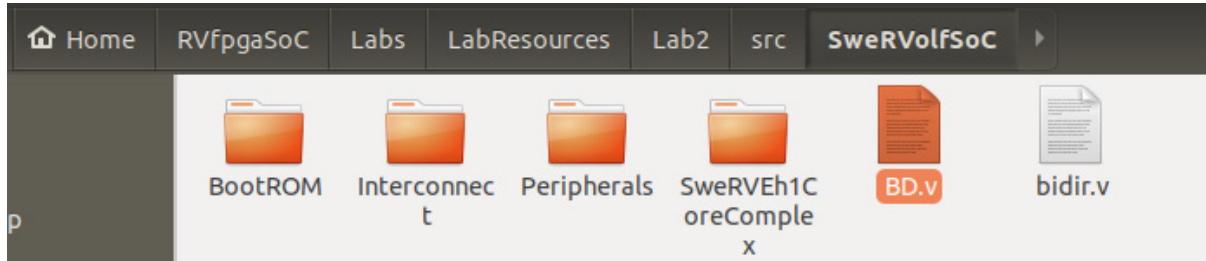 Home RVfpgaSoC Labs LabResources Lab2 src SweRVolfSoC
BootROM Interconnec Peripherals SweRVEh1C BD.v bidir.v
t oreComple
p
x